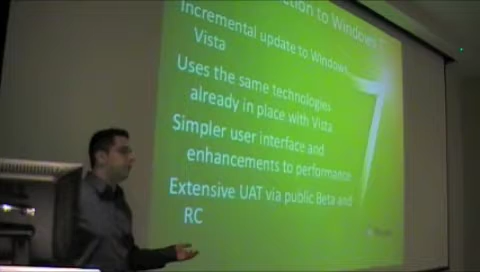 ction to Windows 7
Incremental update to Windows
Vista
Uses the same technologies
already in place with Vista
Simpler user interface and
enhancements to performance
Extensive UAT via public Beta and
RC